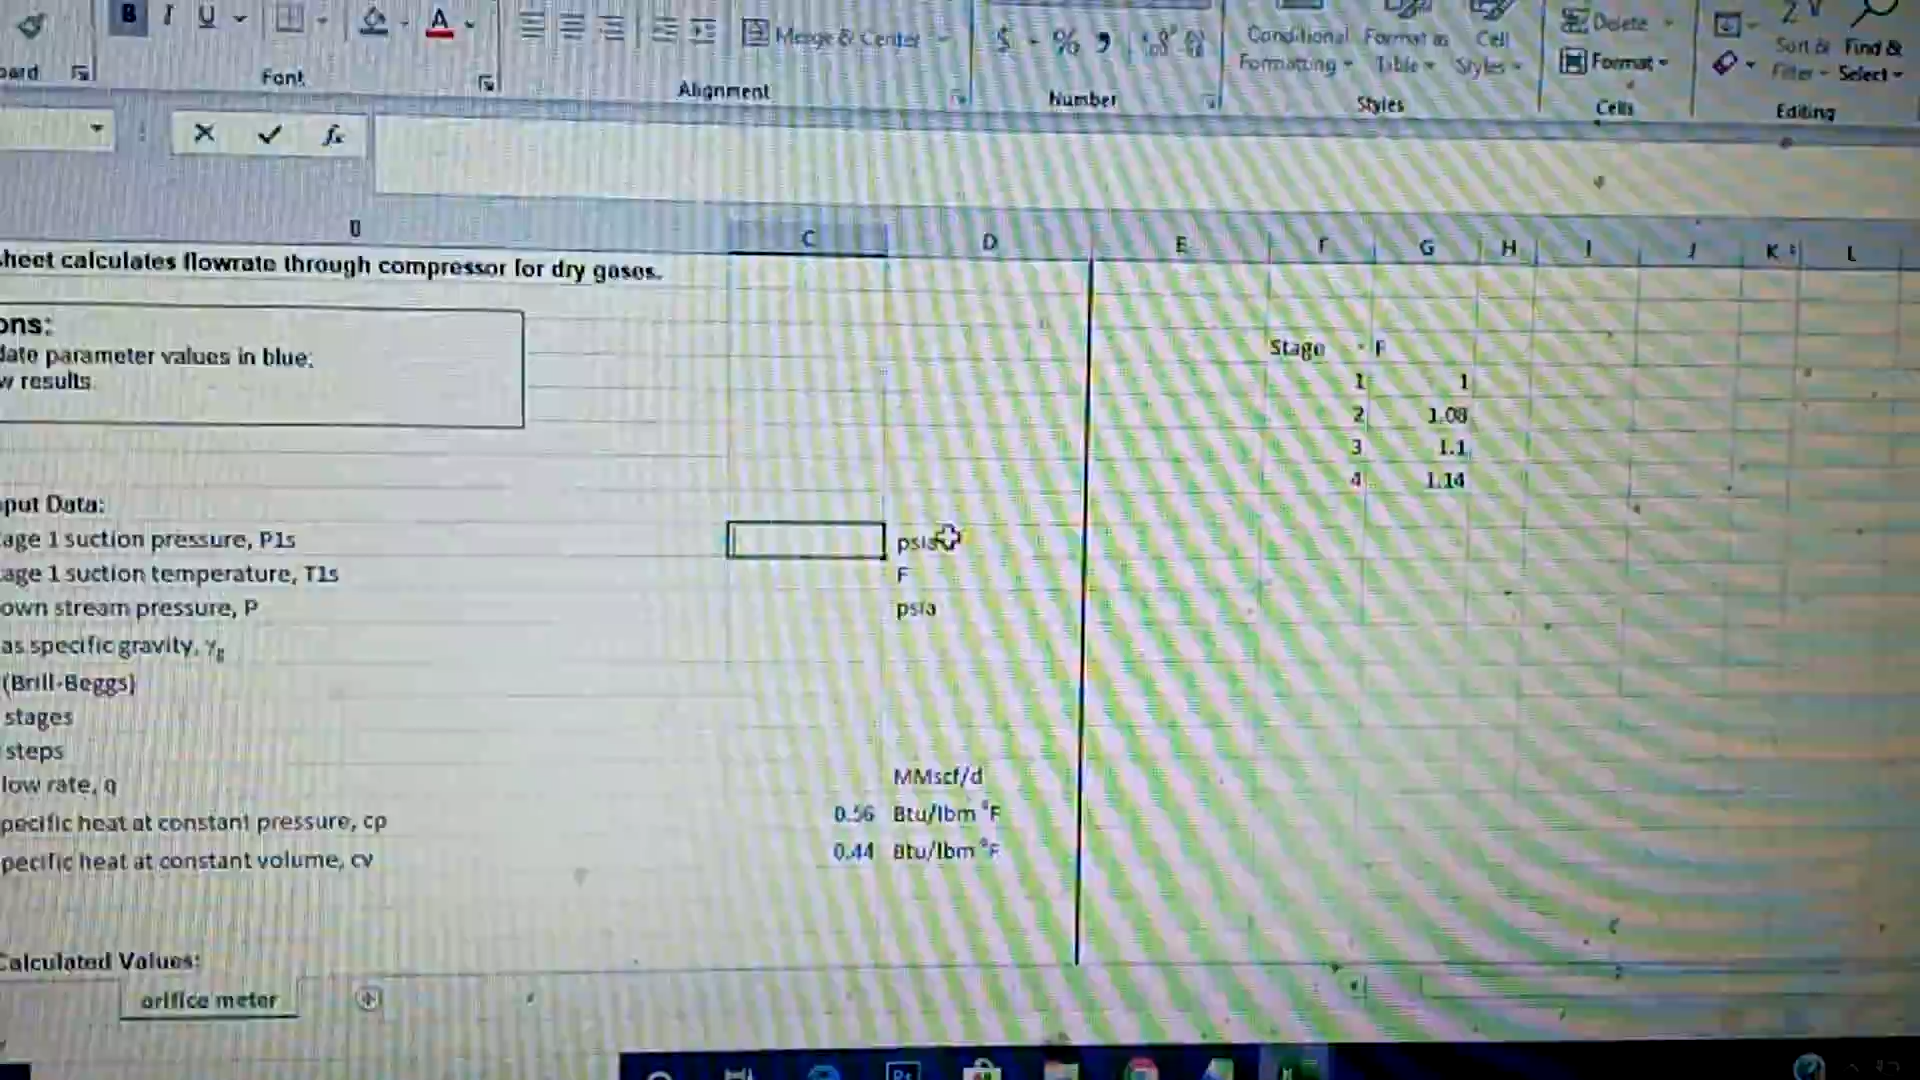 B I U A
Merge & Center
$ % ,
Conditional Format as Cell
Formatting Table Styles
Delete
Format
Sort & Find &
Filter Select
oard Font Alignment Number Styles Cells Editing
fx
C D E F G H I J K L
heet calculates flowrate through compressor for dry gases.
ons:
date parameter values in blue;
w results.
Stage F
1 1
2 1.08
3 1.1
4 1.14
put Data:
age 1 suction pressure, P1s psia
age 1 suction temperature, T1s F
own stream pressure, P psia
as specific gravity, γg
(Brill-Beggs)
stages
steps
low rate, q MMscf/d
pecific heat at constant pressure, cp 0.56 Btu/lbm °F
pecific heat at constant volume, cv 0.44 Btu/lbm °F
Calculated Values:
orifice meter